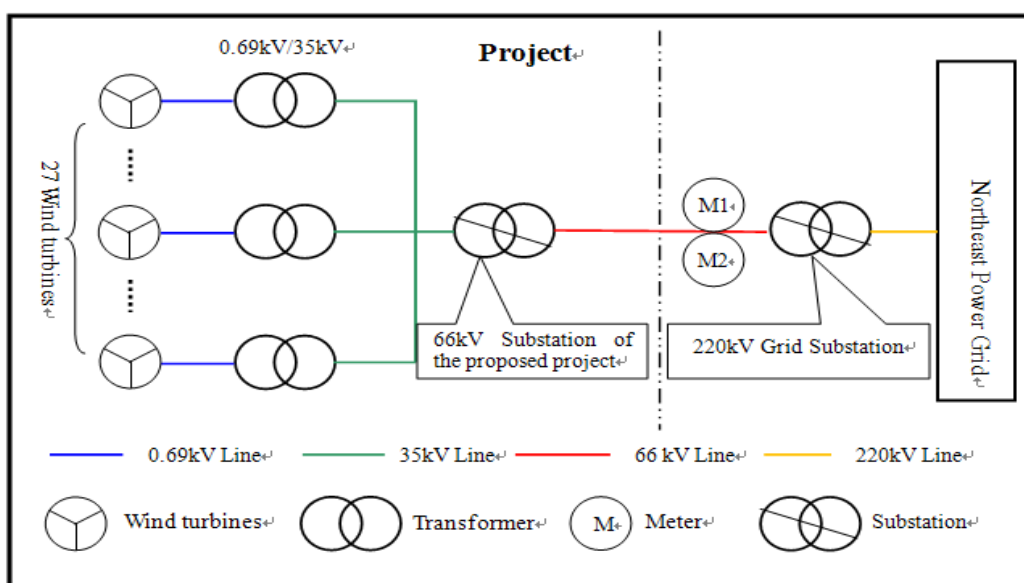 0.69kV/35kV
Project
27 Wind turbines
M1
M2
66kV Substation of
the proposed project
220kV Grid Substation
Northeast Power Grid
0.69kV Line
35kV Line
66 kV Line
220kV Line
Wind turbines
Transformer
M
Meter
Substation